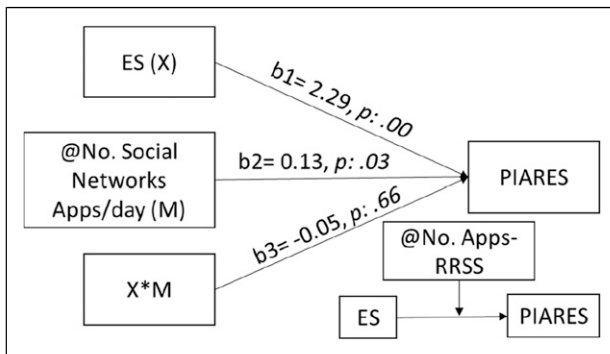 ES (X)
b1= 2.29, p: .00
@No. Social
Networks
Apps/day (M)
b2= 0.13, p: .03
PIARES
b3= -0.05, p: .66
X*M
@No. Apps-
RRSS
ES
PIARES